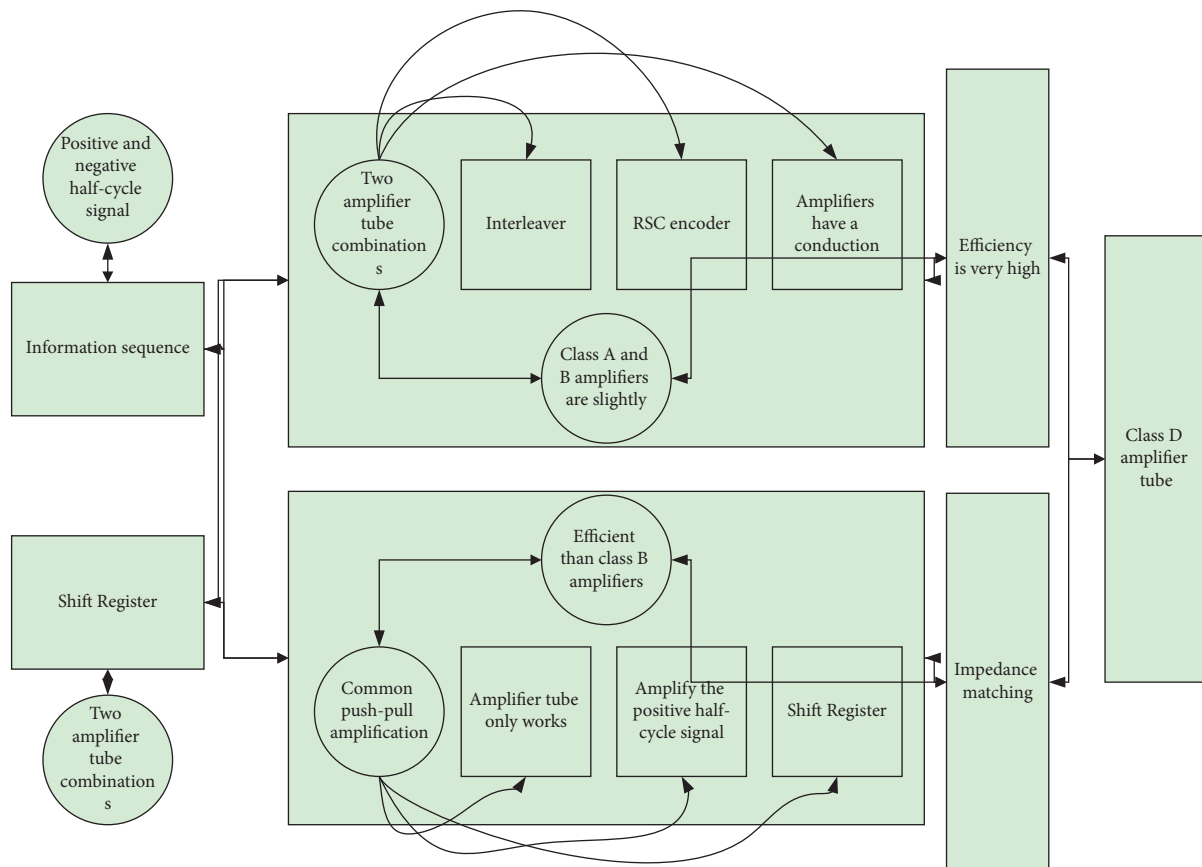 Positive and
negative
half-cycle
signal
Information sequence
Shift Register
Two
amplifier
tube
combination
s
Two
amplifier
tube
combination
s
Interleaver
RSC encoder
Amplifiers
have a
conduction
Class A and
B amplifiers
are slightly
Efficient
than class B
amplifiers
Common
push-pull
amplification
Amplifier tube
only works
Amplify the
positive half-
cycle signal
Shift Register
Efficiency
is very high
Impedance
matching
Class D
amplifier
tube